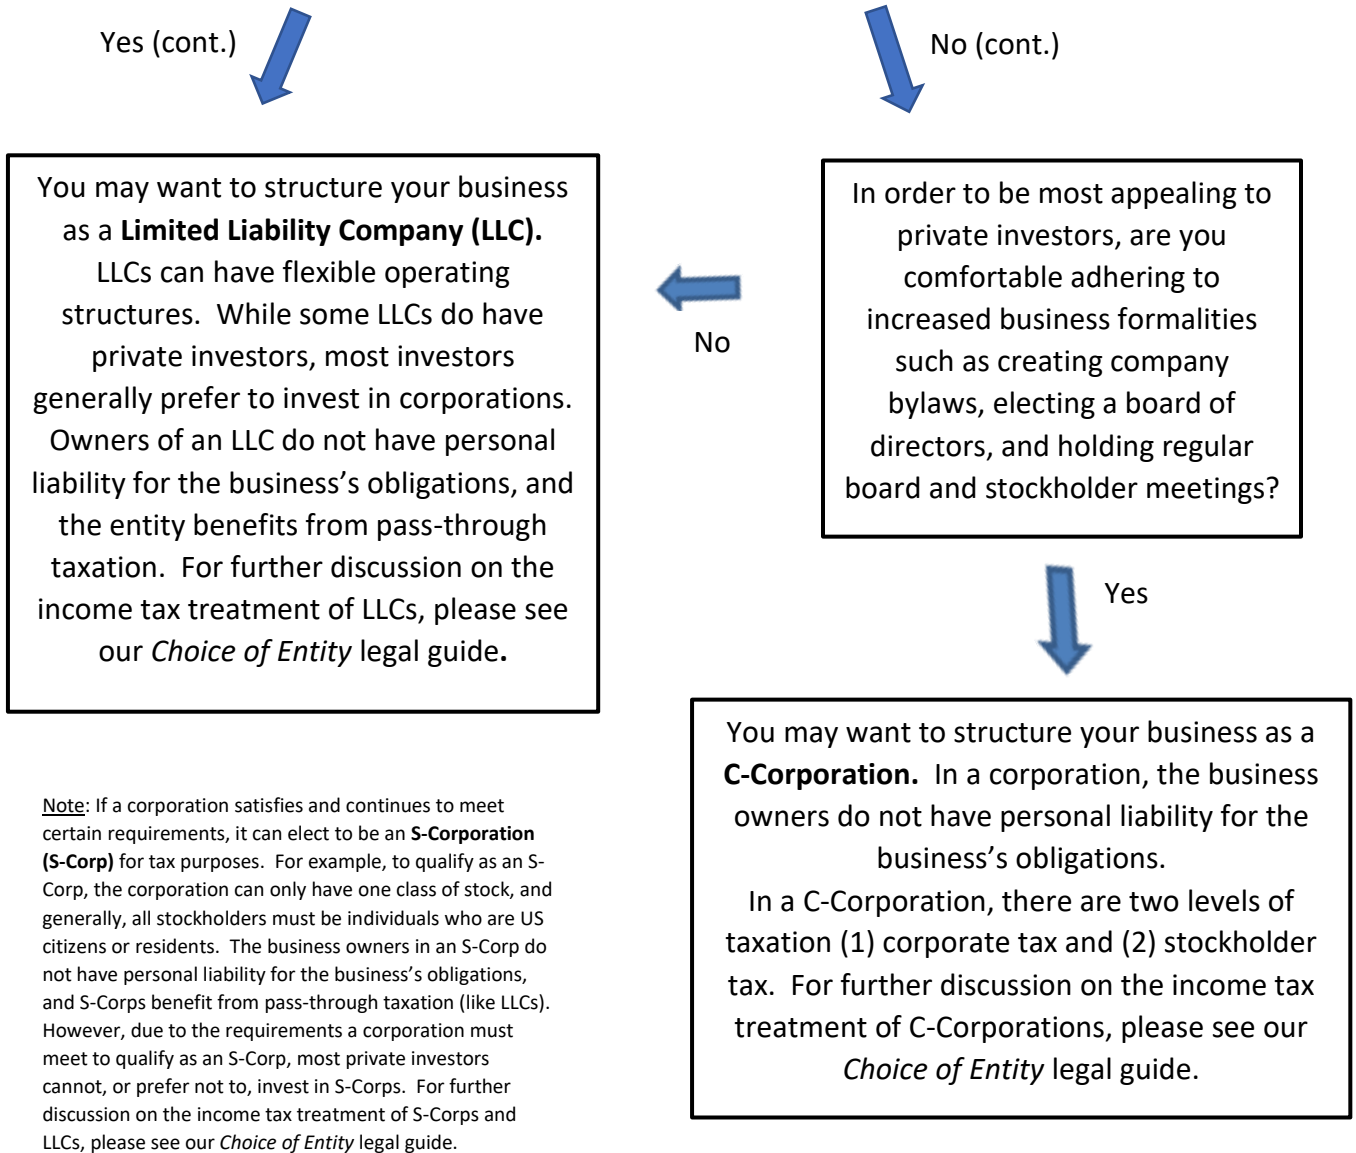 Yes (cont.)
No (cont.)
You may want to structure your business
as a Limited Liability Company (LLC).
LLCs can have flexible operating
structures.  While some LLCs do have
private investors, most investors
generally prefer to invest in corporations.
Owners of an LLC do not have personal
liability for the business’s obligations, and
the entity benefits from pass-through
taxation.  For further discussion on the
income tax treatment of LLCs, please see
our Choice of Entity legal guide.
No
In order to be most appealing to
private investors, are you
comfortable adhering to
increased business formalities
such as creating company
bylaws, electing a board of
directors, and holding regular
board and stockholder meetings?
Yes
You may want to structure your business as a
C-Corporation.  In a corporation, the business
owners do not have personal liability for the
business’s obligations.
In a C-Corporation, there are two levels of
taxation (1) corporate tax and (2) stockholder
tax.  For further discussion on the income tax
treatment of C-Corporations, please see our
Choice of Entity legal guide.
Note: If a corporation satisfies and continues to meet
certain requirements, it can elect to be an S-Corporation
(S-Corp) for tax purposes.  For example, to qualify as an S-
Corp, the corporation can only have one class of stock, and
generally, all stockholders must be individuals who are US
citizens or residents.  The business owners in an S-Corp do
not have personal liability for the business’s obligations,
and S-Corps benefit from pass-through taxation (like LLCs).
However, due to the requirements a corporation must
meet to qualify as an S-Corp, most private investors
cannot, or prefer not to, invest in S-Corps.  For further
discussion on the income tax treatment of S-Corps and
LLCs, please see our Choice of Entity legal guide.